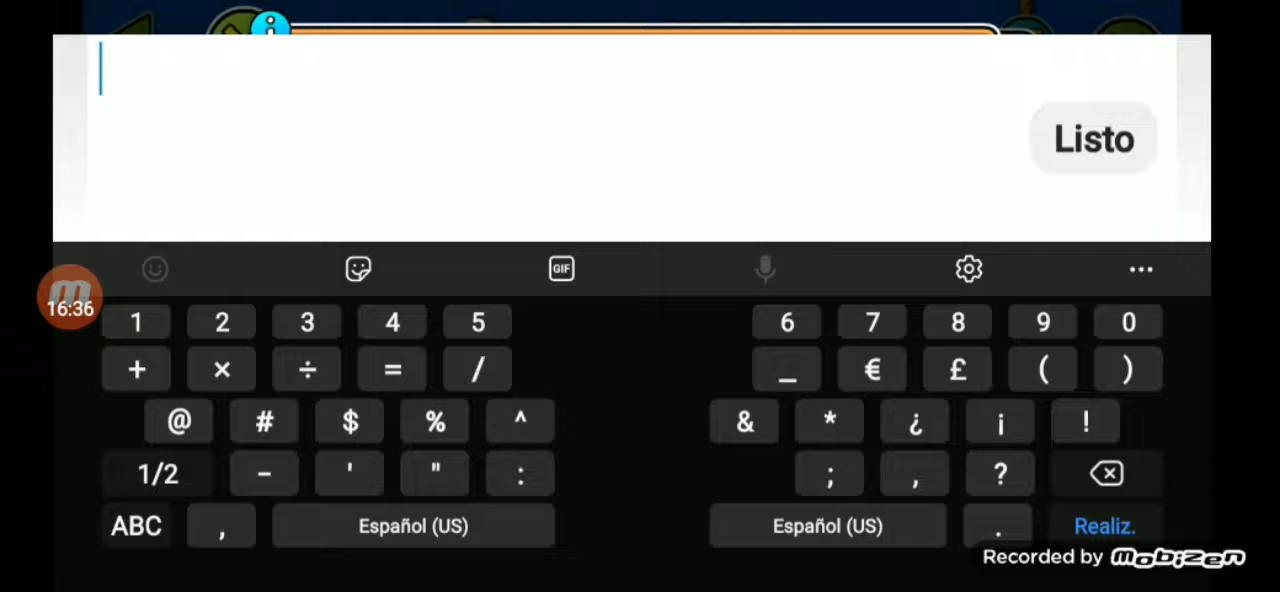 i
Listo
GIF
16:36
1 2 3 4 5 6 7 8 9 0
+ × ÷ = / _ € £ ( )
@ # $ % ^ & * ¿ ¡ !
1/2 - ' " : ; , ?
ABC , Español (US) Español (US) . Realiz.
Recorded by Mobizen